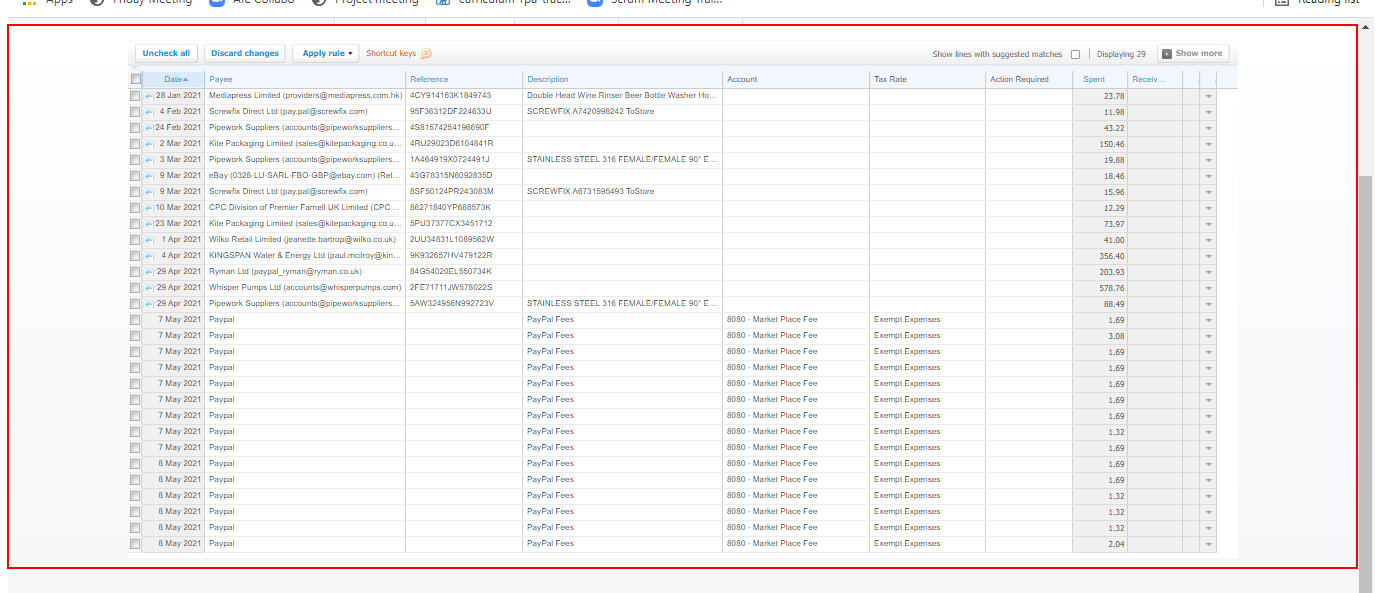 Apps Friday Meeting Afe Collabo Project meeting curriculum-rpa-trac... Scrum Meeting-Trai... Reading list
Uncheck all Discard changes Apply rule Shortcut keys Show lines with suggested matches Displaying 29 Show more
Date Payee Reference Description Account Tax Rate Action Required Spent Receiv...
28 Jan 2021 Mediapress Limited (providers@mediapress.com.hk) 4CY914163K1849743 Double Head Wine Rinser Beer Bottle Washer Ho... 23.78
4 Feb 2021 Screwfix Direct Ltd (pay.pal@screwfix.com) 95F36312DF224633U SCREWFIX A7420998242 ToStore 11.98
24 Feb 2021 Pipework Suppliers (accounts@pipeworksuppliers... 4S81574254196690F 43.22
2 Mar 2021 Kite Packaging Limited (sales@kitepackaging.co.u... 4RU29023D6104841R 150.46
3 Mar 2021 Pipework Suppliers (accounts@pipeworksuppliers... 1A464919X0724491J STAINLESS STEEL 316 FEMALE/FEMALE 90° E... 19.88
9 Mar 2021 eBay (0328-LU-SARL-FBO-GBP@ebay.com) (Rel... 43G78315N6092835D 18.46
9 Mar 2021 Screwfix Direct Ltd (pay.pal@screwfix.com) 8SF50124PR243083M SCREWFIX A6731595493 ToStore 15.96
10 Mar 2021 CPC Division of Premier Farnell UK Limited (CPC... 86271840YP688573K 12.29
23 Mar 2021 Kite Packaging Limited (sales@kitepackaging.co.u... 5PU37377CX3451712 73.97
1 Apr 2021 Wilko Retail Limited (jeanette.bartrop@wilko.co.uk) 2UU34831L1089562W 41.00
4 Apr 2021 KINGSPAN Water & Energy Ltd (paul.mcilroy@kin... 9K932657HV479122R 356.40
29 Apr 2021 Ryman Ltd (paypal_ryman@ryman.co.uk) 84G54020EL550734K 203.93
29 Apr 2021 Whisper Pumps Ltd (accounts@whisperpumps.com) 2FE71711JW578022S 578.76
29 Apr 2021 Pipework Suppliers (accounts@pipeworksuppliers... 5AW324956N992723V STAINLESS STEEL 316 FEMALE/FEMALE 90° E... 88.49
7 May 2021 Paypal PayPal Fees 8080 - Market Place Fee Exempt Expenses 1.69
7 May 2021 Paypal PayPal Fees 8080 - Market Place Fee Exempt Expenses 3.08
7 May 2021 Paypal PayPal Fees 8080 - Market Place Fee Exempt Expenses 1.69
7 May 2021 Paypal PayPal Fees 8080 - Market Place Fee Exempt Expenses 1.69
7 May 2021 Paypal PayPal Fees 8080 - Market Place Fee Exempt Expenses 1.69
7 May 2021 Paypal PayPal Fees 8080 - Market Place Fee Exempt Expenses 1.69
7 May 2021 Paypal PayPal Fees 8080 - Market Place Fee Exempt Expenses 1.69
7 May 2021 Paypal PayPal Fees 8080 - Market Place Fee Exempt Expenses 1.32
7 May 2021 Paypal PayPal Fees 8080 - Market Place Fee Exempt Expenses 1.69
8 May 2021 Paypal PayPal Fees 8080 - Market Place Fee Exempt Expenses 1.69
8 May 2021 Paypal PayPal Fees 8080 - Market Place Fee Exempt Expenses 1.69
8 May 2021 Paypal PayPal Fees 8080 - Market Place Fee Exempt Expenses 1.32
8 May 2021 Paypal PayPal Fees 8080 - Market Place Fee Exempt Expenses 1.32
8 May 2021 Paypal PayPal Fees 8080 - Market Place Fee Exempt Expenses 1.32
8 May 2021 Paypal PayPal Fees 8080 - Market Place Fee Exempt Expenses 2.04